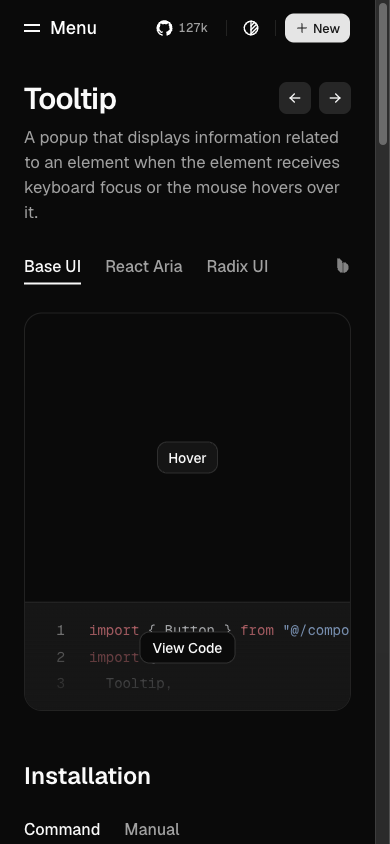 Menu
127k
New
Tooltip
A popup that displays information related
to an element when the element receives
keyboard focus or the mouse hovers over
it.
Base UI
React Aria
Radix UI
Hover
1 import { Button } from "@/compo
2 import
View Code
3 Tooltip,
Installation
Command
Manual